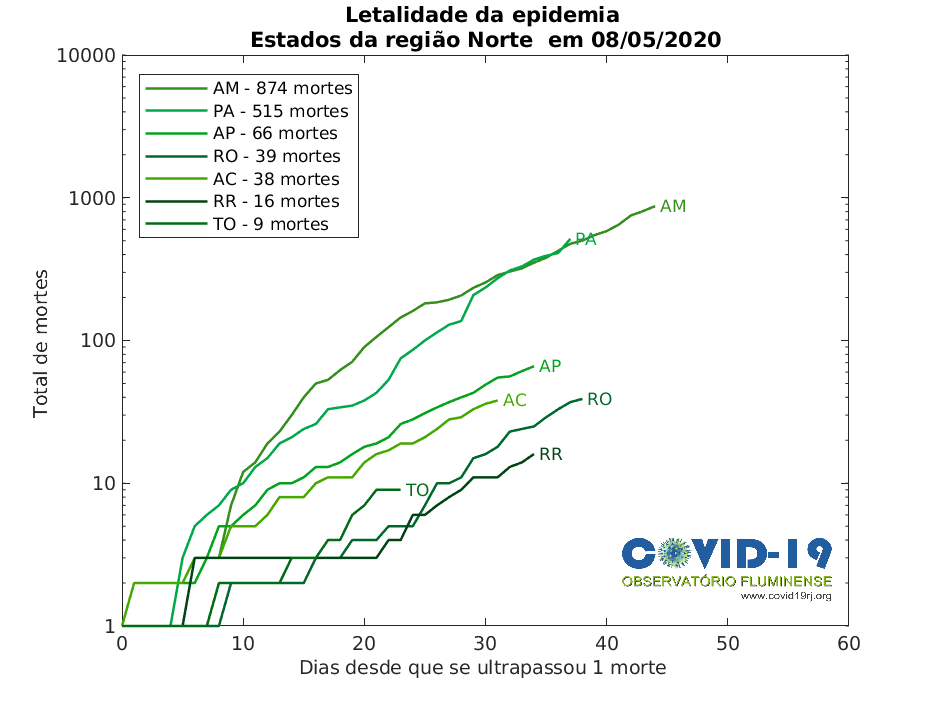 Letalidade da epidemia
Estados da região Norte em 08/05/2020
10000
1000
100
10
1
Total de mortes
AM - 874 mortes
PA - 515 mortes
AP - 66 mortes
RO - 39 mortes
AC - 38 mortes
RR - 16 mortes
TO - 9 mortes
AM
PA
AP
AC
RO
RR
TO
COVID-19
OBSERVATÓRIO FLUMINENSE
www.covid19rj.org
0 10 20 30 40 50 60
Dias desde que se ultrapassou 1 morte